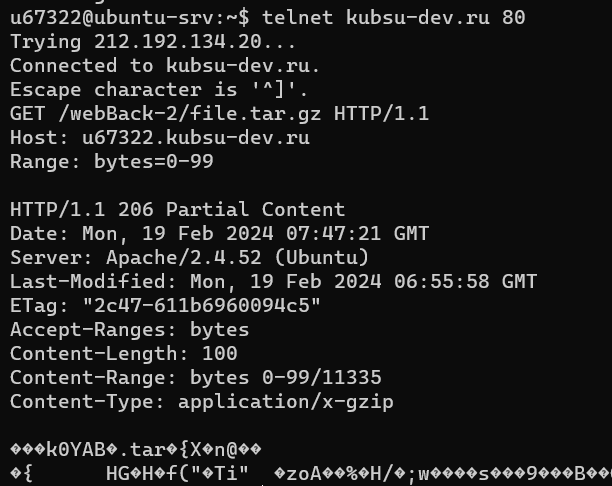 u67322@ubuntu-srv:~$ telnet kubsu-dev.ru 80
Trying 212.192.134.20...
Connected to kubsu-dev.ru.
Escape character is '^]'.
GET /webBack-2/file.tar.gz HTTP/1.1
Host: u67322.kubsu-dev.ru
Range: bytes=0-99

HTTP/1.1 206 Partial Content
Date: Mon, 19 Feb 2024 07:47:21 GMT
Server: Apache/2.4.52 (Ubuntu)
Last-Modified: Mon, 19 Feb 2024 06:55:58 GMT
ETag: "2c47-611b6960094c5"
Accept-Ranges: bytes
Content-Length: 100
Content-Range: bytes 0-99/11335
Content-Type: application/x-gzip

���k0YAB�.tar�{X�n@��
�{ HG�H�f("�Ti" �zoA��%�H/�;w����s���9���B��